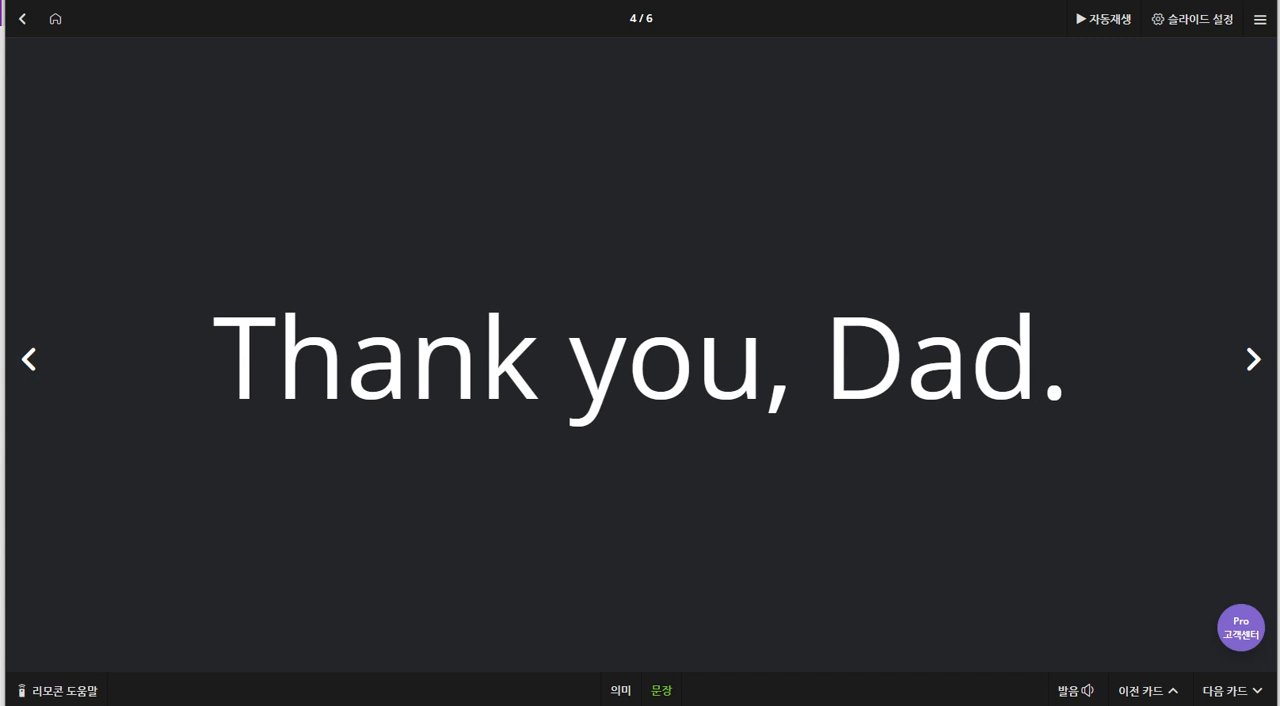 4 / 6
자동재생
슬라이드 설정
Thank you, Dad.
Pro
고객센터
리모콘 도움말
의미
문장
발음
이전 카드
다음 카드